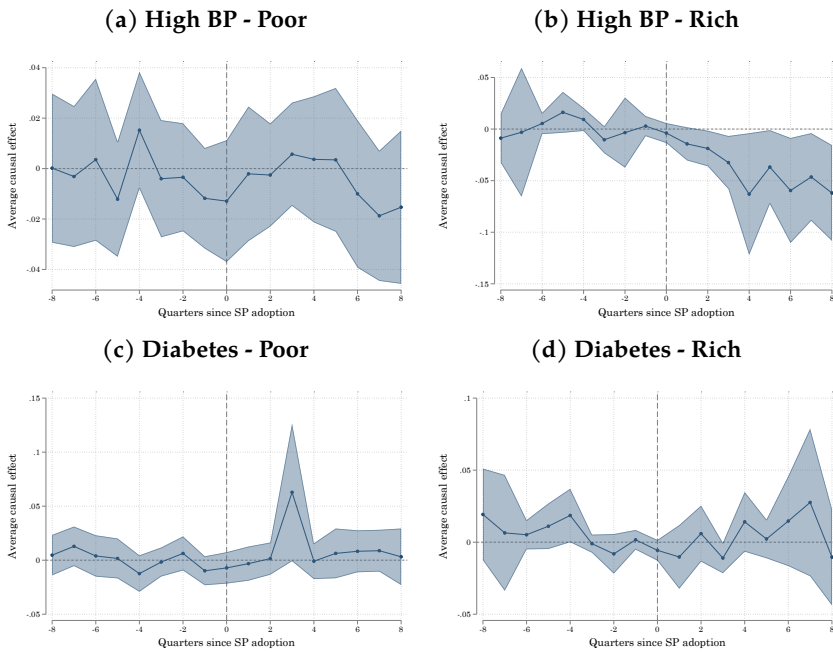 (a) High BP - Poor
(b) High BP - Rich
.04
.02
0
-.02
-.04
Average causal effect
-8 -6 -4 -2 0 2 4 6 8
Quarters since SP adoption
.05
0
-.05
-.1
-.15
Average causal effect
-8 -6 -4 -2 0 2 4 6 8
Quarters since SP adoption
(c) Diabetes - Poor
(d) Diabetes - Rich
.15
.1
.05
0
-.05
Average causal effect
-8 -6 -4 -2 0 2 4 6 8
Quarters since SP adoption
.1
.05
0
-.05
Average causal effect
-8 -6 -4 -2 0 2 4 6 8
Quarters since SP adoption